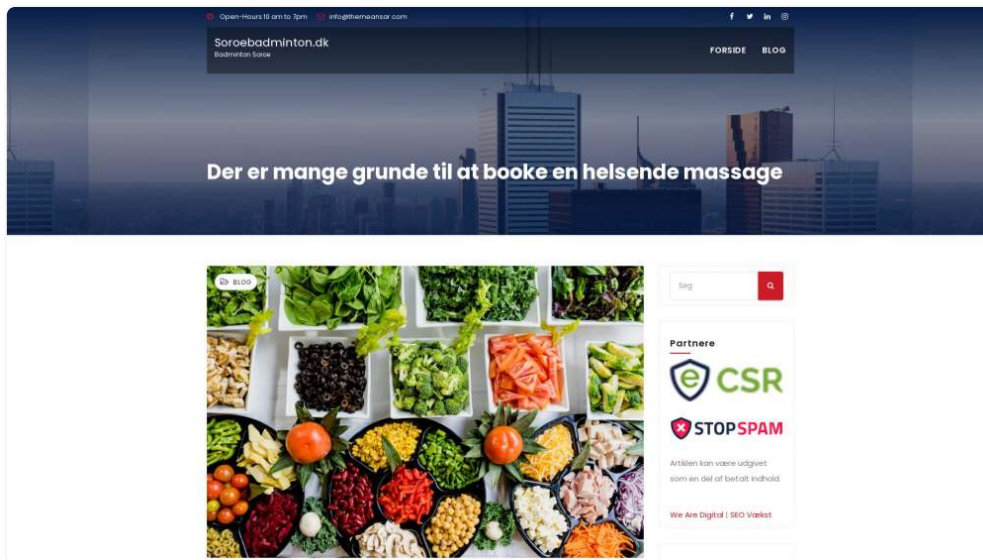 Open-Hours:10 am to 7pm info@themeansar.com
Soroebadminton.dk
Badminton Soroe
FORSIDE BLOG
Der er mange grunde til at booke en helsende massage
BLOG
Søg
Partnere
e CSR
STOPSPAM
Artiklen kan være udgivet
som en del af betalt indhold.
We Are Digital | SEO Vækst